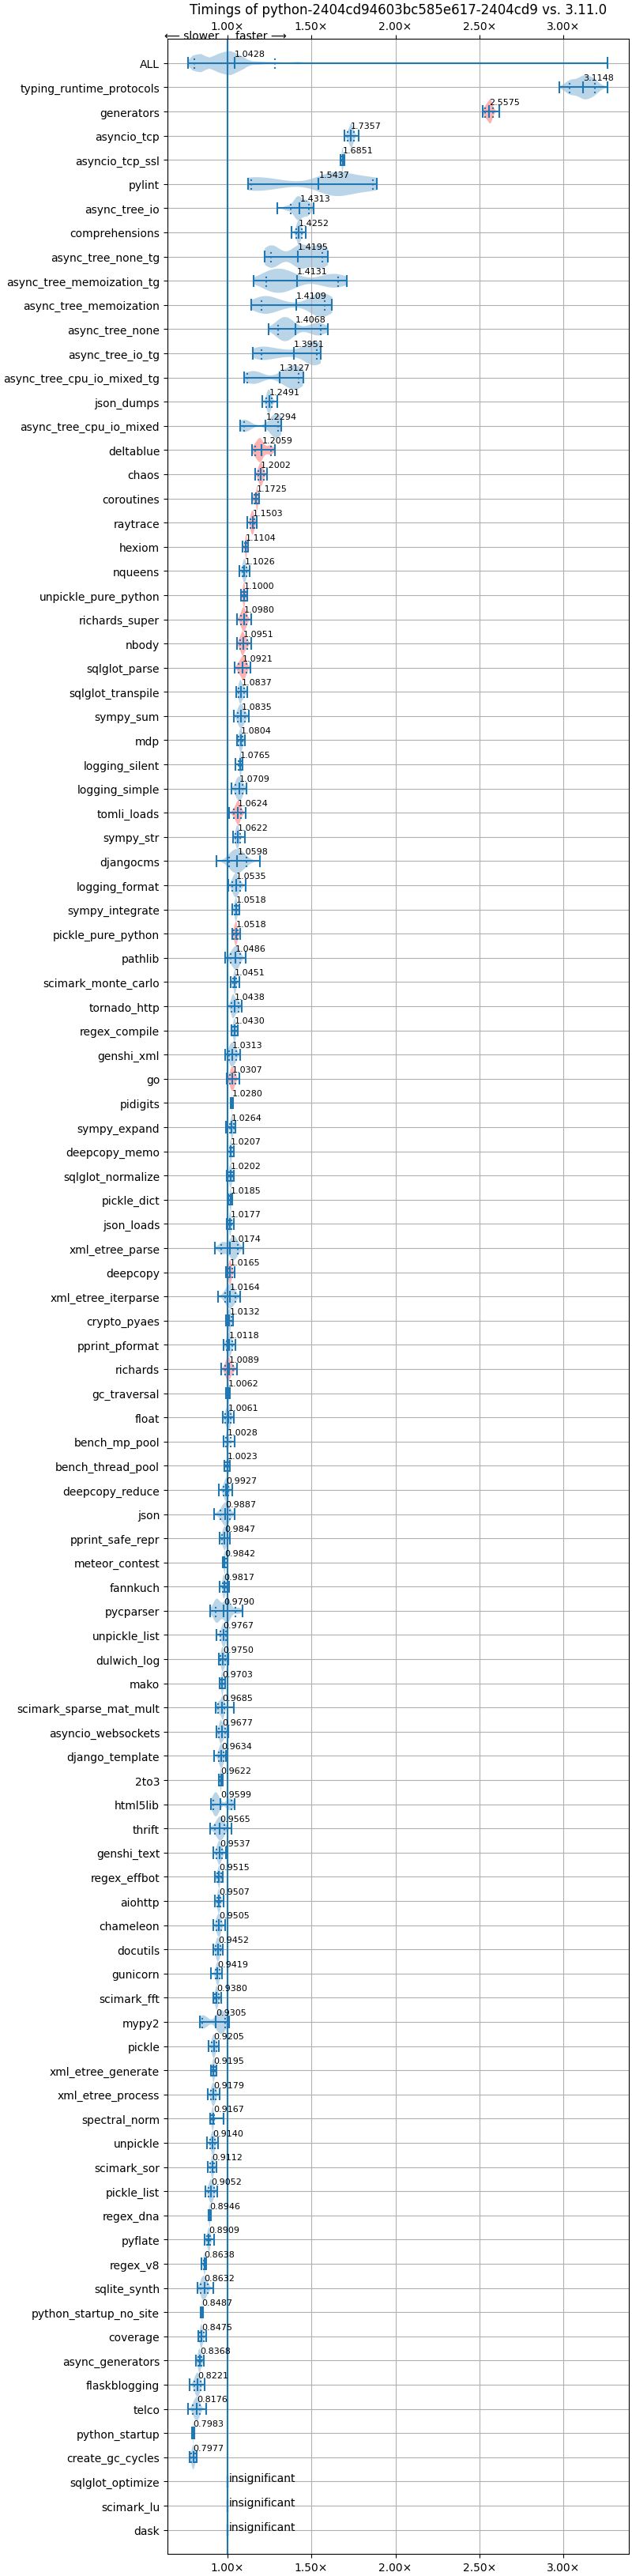 Timings of python-2404cd94603bc585e617-2404cd9 vs. 3.11.0
1.00× 1.50× 2.00× 2.50× 3.00×
⟵ slower faster ⟶
ALL 1.0428
typing_runtime_protocols 3.1148
generators 2.5575
asyncio_tcp 1.7357
asyncio_tcp_ssl 1.6851
pylint 1.5437
async_tree_io 1.4313
comprehensions 1.4252
async_tree_none_tg 1.4195
async_tree_memoization_tg 1.4131
async_tree_memoization 1.4109
async_tree_none 1.4068
async_tree_io_tg 1.3951
async_tree_cpu_io_mixed_tg 1.3127
json_dumps 1.2491
async_tree_cpu_io_mixed 1.2294
deltablue 1.2059
chaos 1.2002
coroutines 1.1725
raytrace 1.1503
hexiom 1.1104
nqueens 1.1026
unpickle_pure_python 1.1000
richards_super 1.0980
nbody 1.0951
sqlglot_parse 1.0921
sqlglot_transpile 1.0837
sympy_sum 1.0835
mdp 1.0804
logging_silent 1.0765
logging_simple 1.0709
tomli_loads 1.0624
sympy_str 1.0622
djangocms 1.0598
logging_format 1.0535
sympy_integrate 1.0518
pickle_pure_python 1.0518
pathlib 1.0486
scimark_monte_carlo 1.0451
tornado_http 1.0438
regex_compile 1.0430
genshi_xml 1.0313
go 1.0307
pidigits 1.0280
sympy_expand 1.0264
deepcopy_memo 1.0207
sqlglot_normalize 1.0202
pickle_dict 1.0185
json_loads 1.0177
xml_etree_parse 1.0174
deepcopy 1.0165
xml_etree_iterparse 1.0164
crypto_pyaes 1.0132
pprint_pformat 1.0118
richards 1.0089
gc_traversal 1.0062
float 1.0061
bench_mp_pool 1.0028
bench_thread_pool 1.0023
deepcopy_reduce 0.9927
json 0.9887
pprint_safe_repr 0.9847
meteor_contest 0.9842
fannkuch 0.9817
pycparser 0.9790
unpickle_list 0.9767
dulwich_log 0.9750
mako 0.9703
scimark_sparse_mat_mult 0.9685
asyncio_websockets 0.9677
django_template 0.9634
2to3 0.9622
html5lib 0.9599
thrift 0.9565
genshi_text 0.9537
regex_effbot 0.9515
aiohttp 0.9507
chameleon 0.9505
docutils 0.9452
gunicorn 0.9419
scimark_fft 0.9380
mypy2 0.9305
pickle 0.9205
xml_etree_generate 0.9195
xml_etree_process 0.9179
spectral_norm 0.9167
unpickle 0.9140
scimark_sor 0.9112
pickle_list 0.9052
regex_dna 0.8946
pyflate 0.8909
regex_v8 0.8638
sqlite_synth 0.8632
python_startup_no_site 0.8487
coverage 0.8475
async_generators 0.8368
flaskblogging 0.8221
telco 0.8176
python_startup 0.7983
create_gc_cycles 0.7977
sqlglot_optimize insignificant
scimark_lu insignificant
dask insignificant
1.00× 1.50× 2.00× 2.50× 3.00×